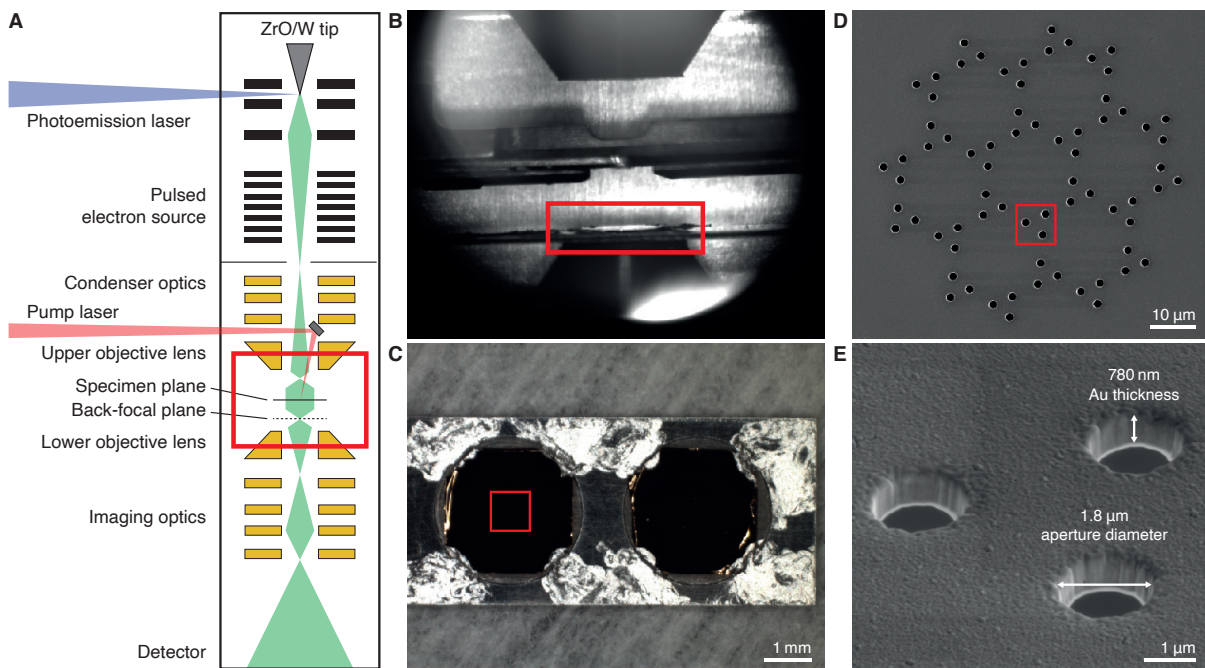 A
ZrO/W tip
Photoemission laser
Pulsed
electron source
Condenser optics
Pump laser
Upper objective lens
Specimen plane
Back-focal plane
Lower objective lens
Imaging optics
Detector
B
C
1 mm
D
10 µm
E
780 nm
Au thickness
1.8 µm
aperture diameter
1 µm